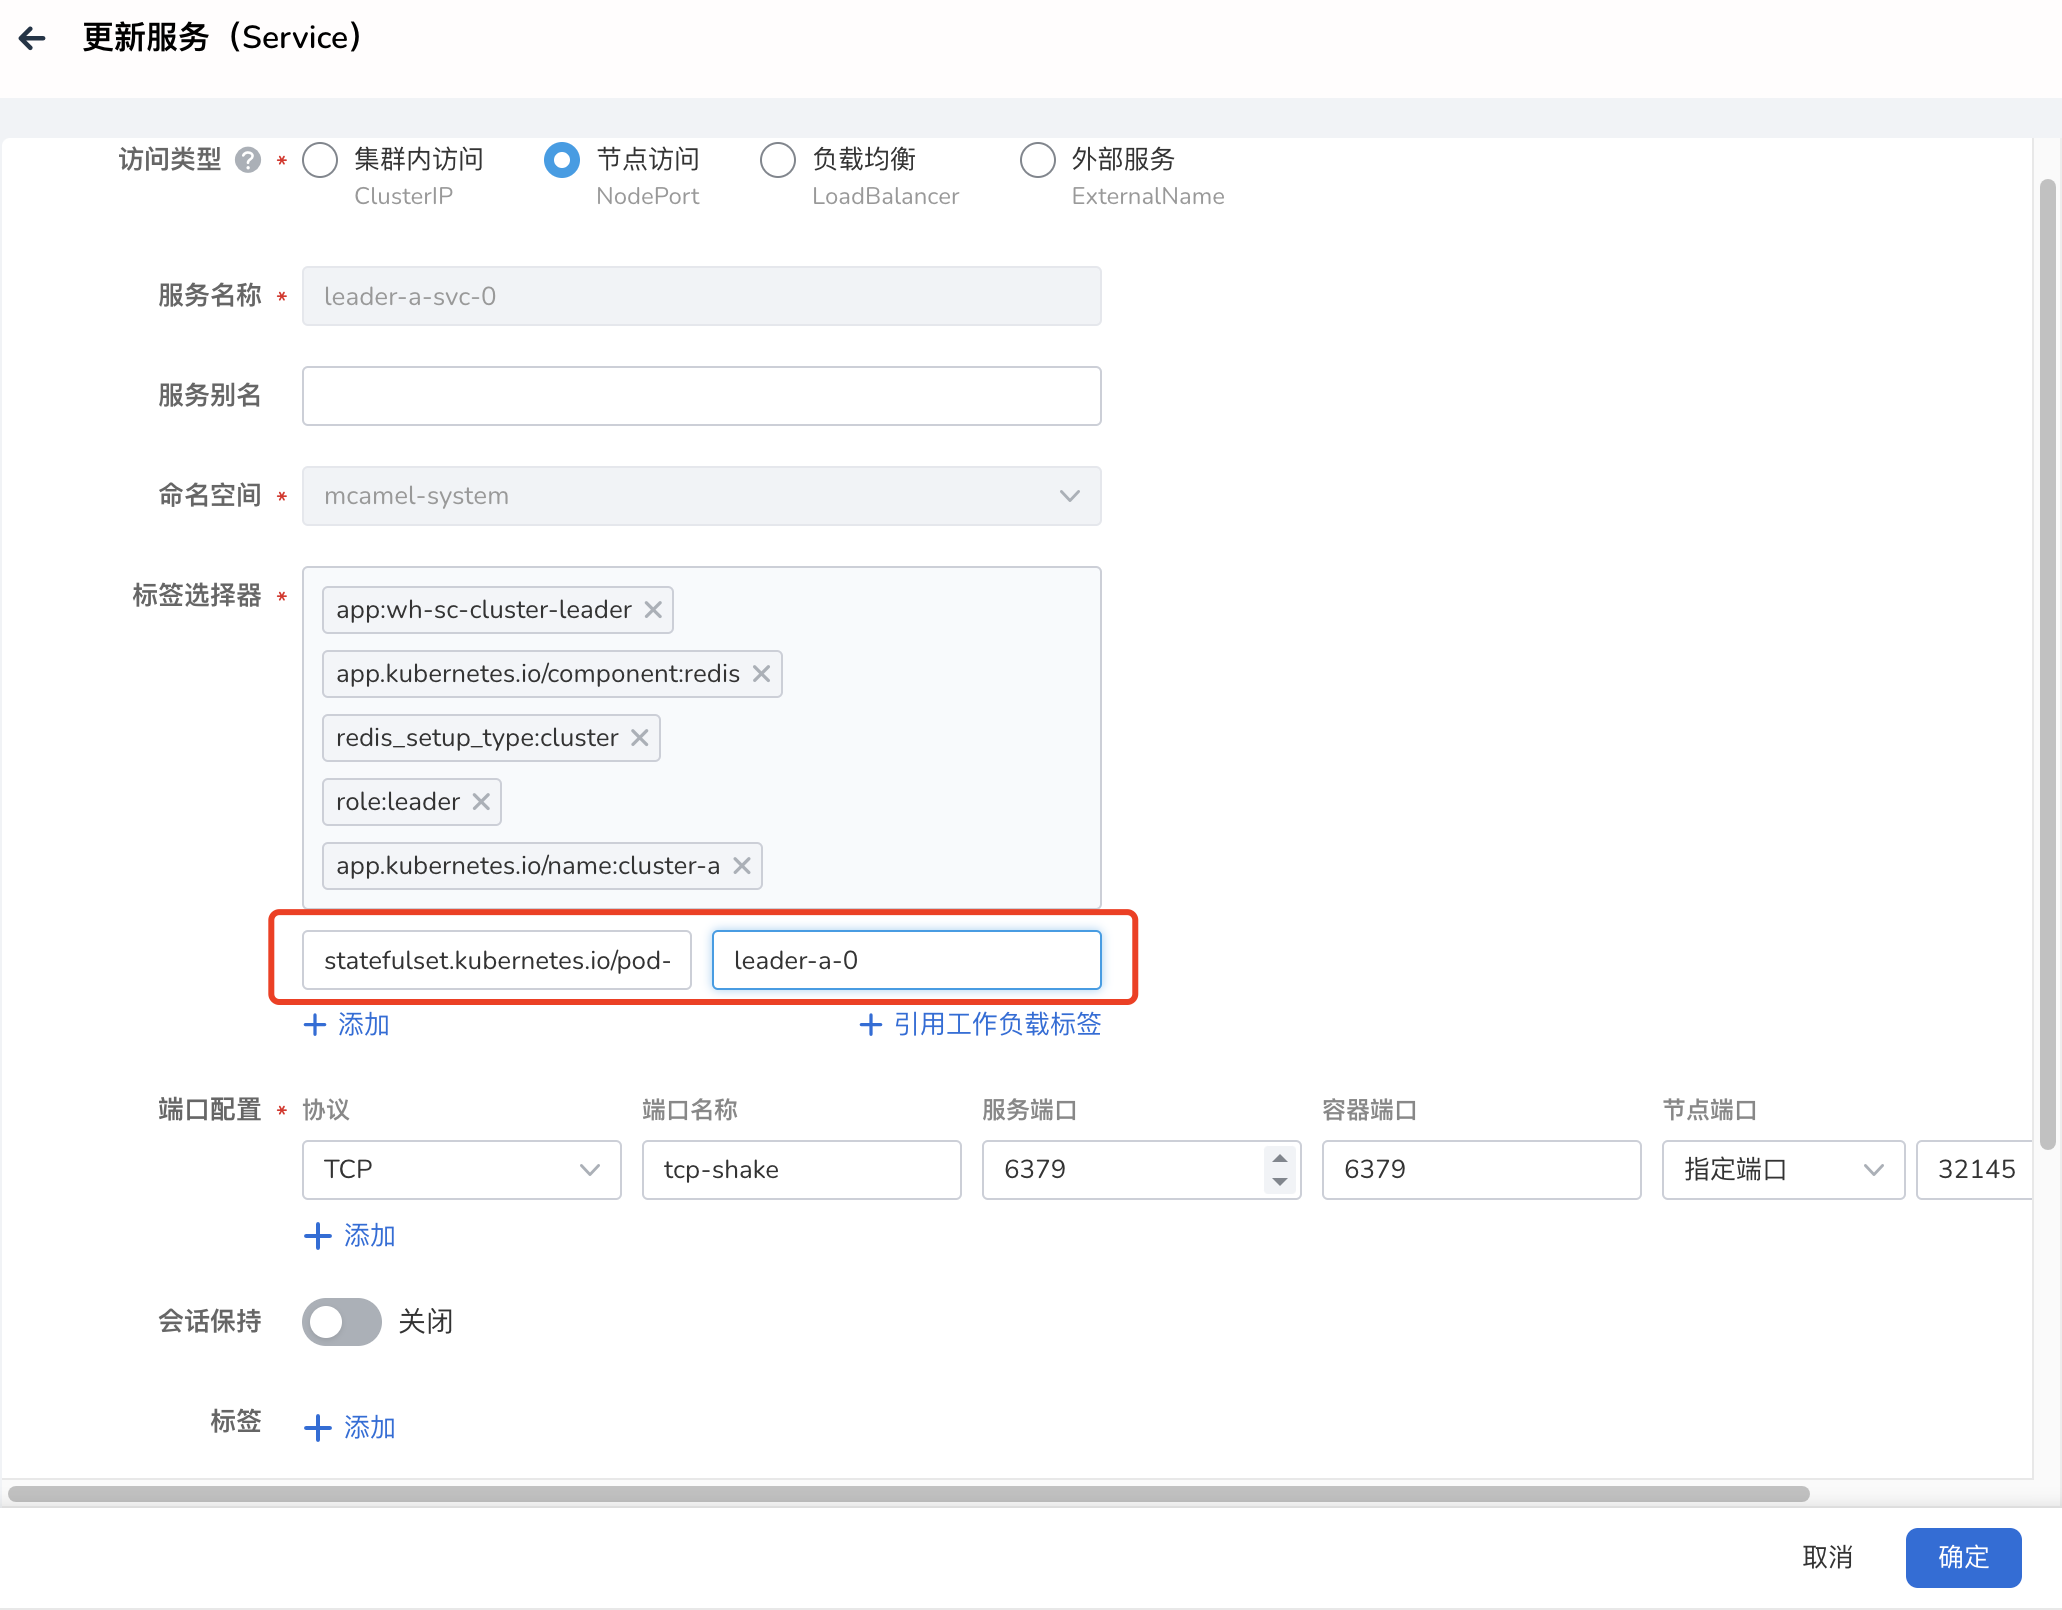 更新服务（Service）
访问类型 ? * 集群内访问 节点访问 负载均衡 外部服务
ClusterIP NodePort LoadBalancer ExternalName
服务名称 * leader-a-svc-0
服务别名
命名空间 * mcamel-system
标签选择器 * app:wh-sc-cluster-leader
app.kubernetes.io/component:redis
redis_setup_type:cluster
role:leader
app.kubernetes.io/name:cluster-a
statefulset.kubernetes.io/pod- leader-a-0
+ 添加 + 引用工作负载标签
端口配置 * 协议 端口名称 服务端口 容器端口 节点端口
TCP tcp-shake 6379 6379 指定端口 32145
+ 添加
会话保持 关闭
标签 + 添加
取消 确定